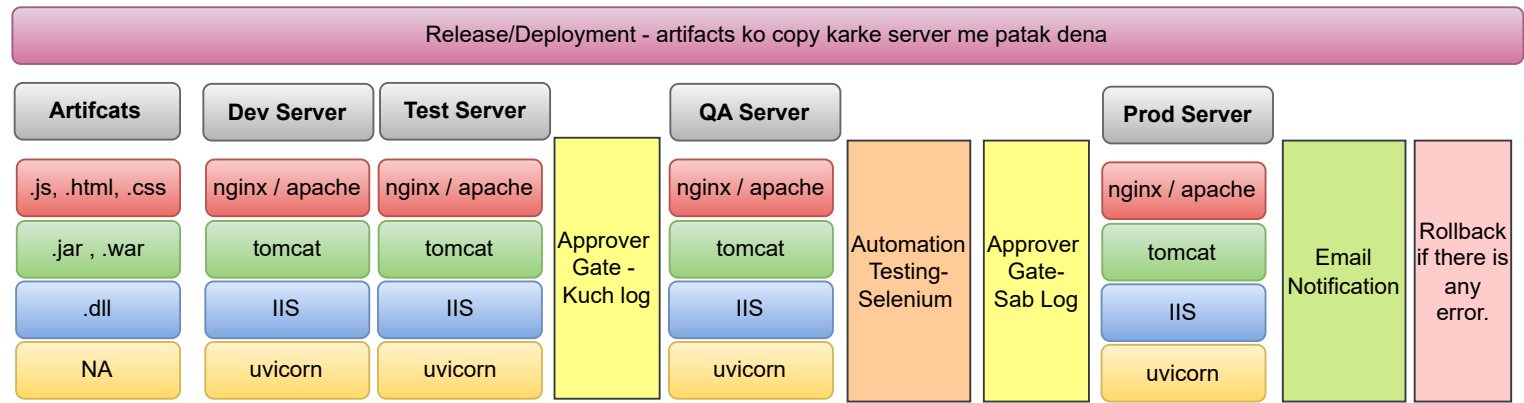 Release/Deployment - artifacts ko copy karke server me patak dena
Artifcats
Dev Server
Test Server
QA Server
Prod Server
.js, .html, .css
nginx / apache
nginx / apache
nginx / apache
nginx / apache
.jar , .war
tomcat
tomcat
tomcat
tomcat
.dll
IIS
IIS
IIS
IIS
NA
uvicorn
uvicorn
uvicorn
uvicorn
Approver
Gate -
Kuch log
Automation
Testing-
Selenium
Approver
Gate-
Sab Log
Email
Notification
Rollback
if there is
any
error.